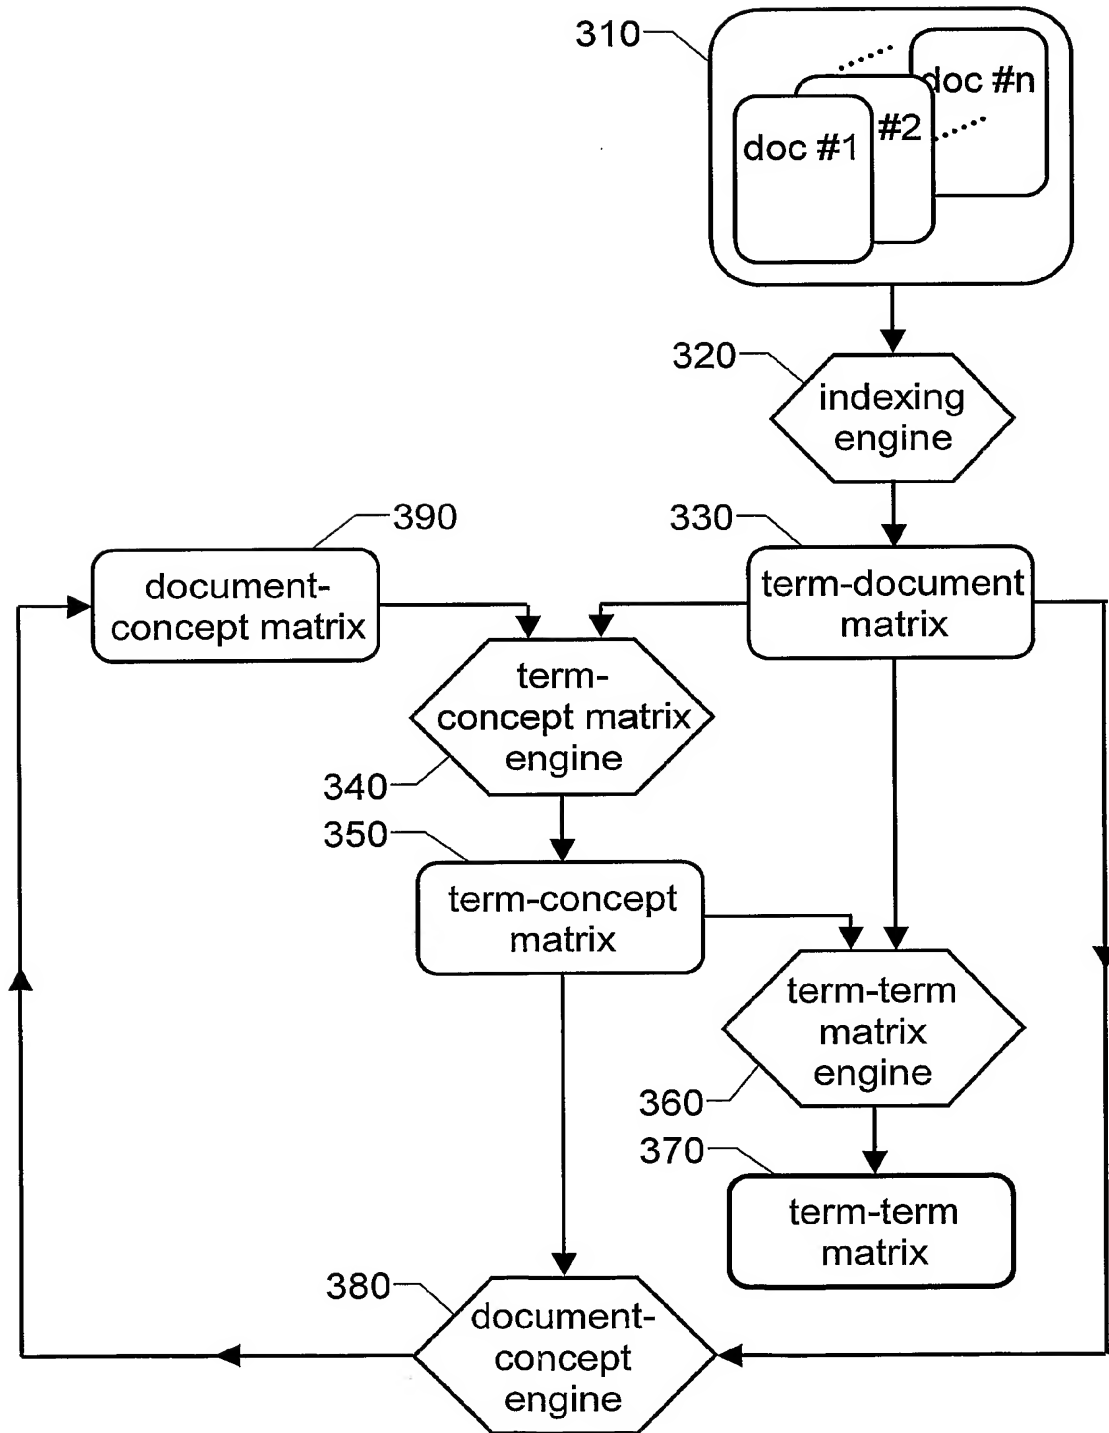 310
doc #n
#2
doc #1
320
indexing
engine
390
330
document-
concept matrix
term-document
matrix
term-
concept matrix
engine
340
350
term-concept
matrix
term-term
matrix
engine
360
370
term-term
matrix
380
document-
concept
engine